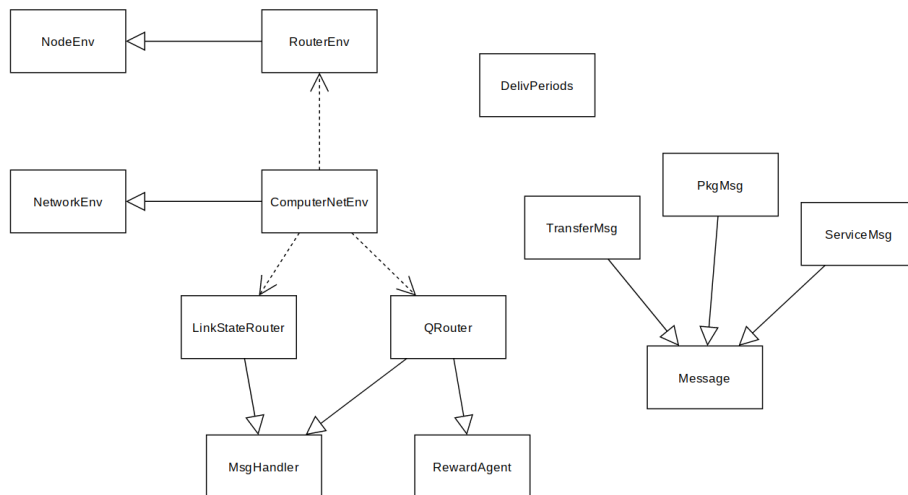 NodeEnv
RouterEnv
DelivPeriods
NetworkEnv
ComputerNetEnv
PkgMsg
TransferMsg
ServiceMsg
LinkStateRouter
QRouter
Message
MsgHandler
RewardAgent